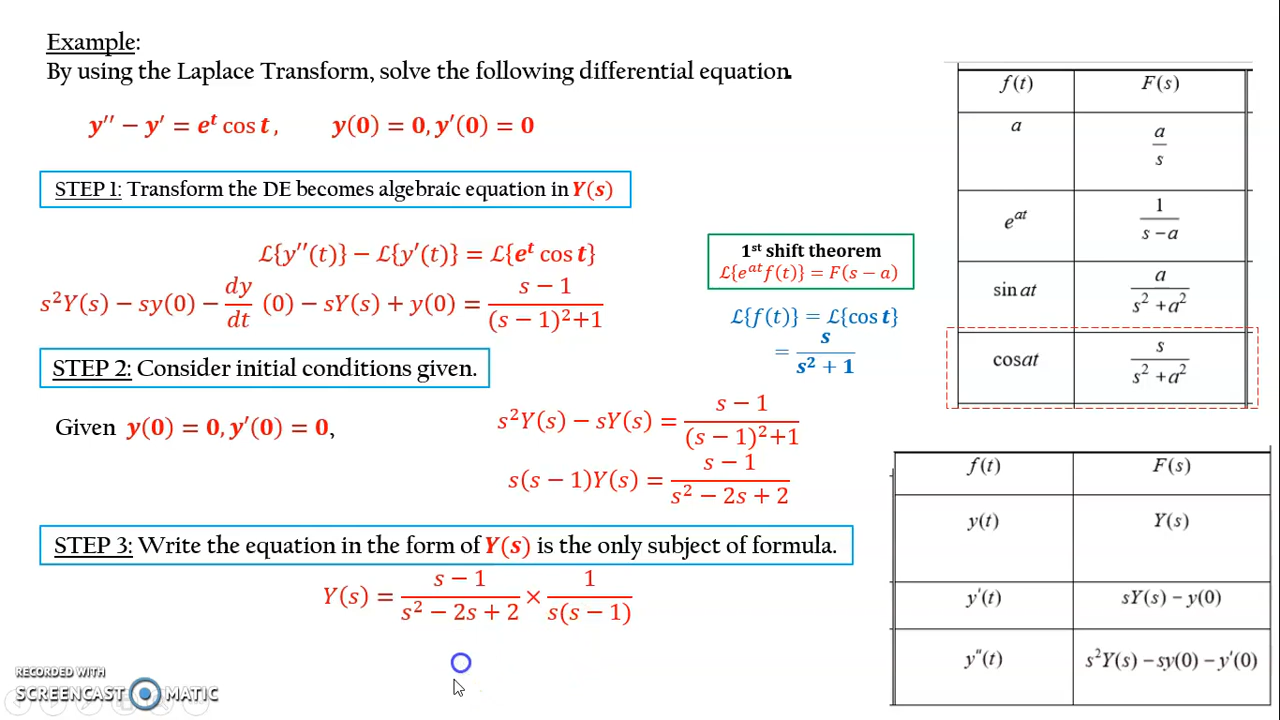 Example:
By using the Laplace Transform, solve the following differential equation.
y′′ − y′ = eᵗ cos t, y(0) = 0, y′(0) = 0
STEP 1: Transform the DE becomes algebraic equation in Y(s)
ℒ{y′′(t)} − ℒ{y′(t)} = ℒ{eᵗ cos t}
s²Y(s) − sy(0) − dy/dt (0) − sY(s) + y(0) = (s − 1)/((s − 1)²+1)
1st shift theorem
ℒ{eᵃᵗf(t)} = F(s − a)
ℒ{f(t)} = ℒ{cos t}
= s/(s² + 1)
STEP 2: Consider initial conditions given.
Given y(0) = 0, y′(0) = 0,
s²Y(s) − sY(s) = (s − 1)/((s − 1)²+1)
s(s − 1)Y(s) = (s − 1)/(s² − 2s + 2)
STEP 3: Write the equation in the form of Y(s) is the only subject of formula.
Y(s) = (s − 1)/(s² − 2s + 2) × 1/(s(s − 1))
f(t) F(s)
a a/s
eᵃᵗ 1/(s − a)
sin at a/(s² + a²)
cos at s/(s² + a²)
f(t) F(s)
y(t) Y(s)
y'(t) sY(s) − y(0)
y"(t) s²Y(s) − sy(0) − y'(0)
RECORDED WITH
SCREENCAST MATIC